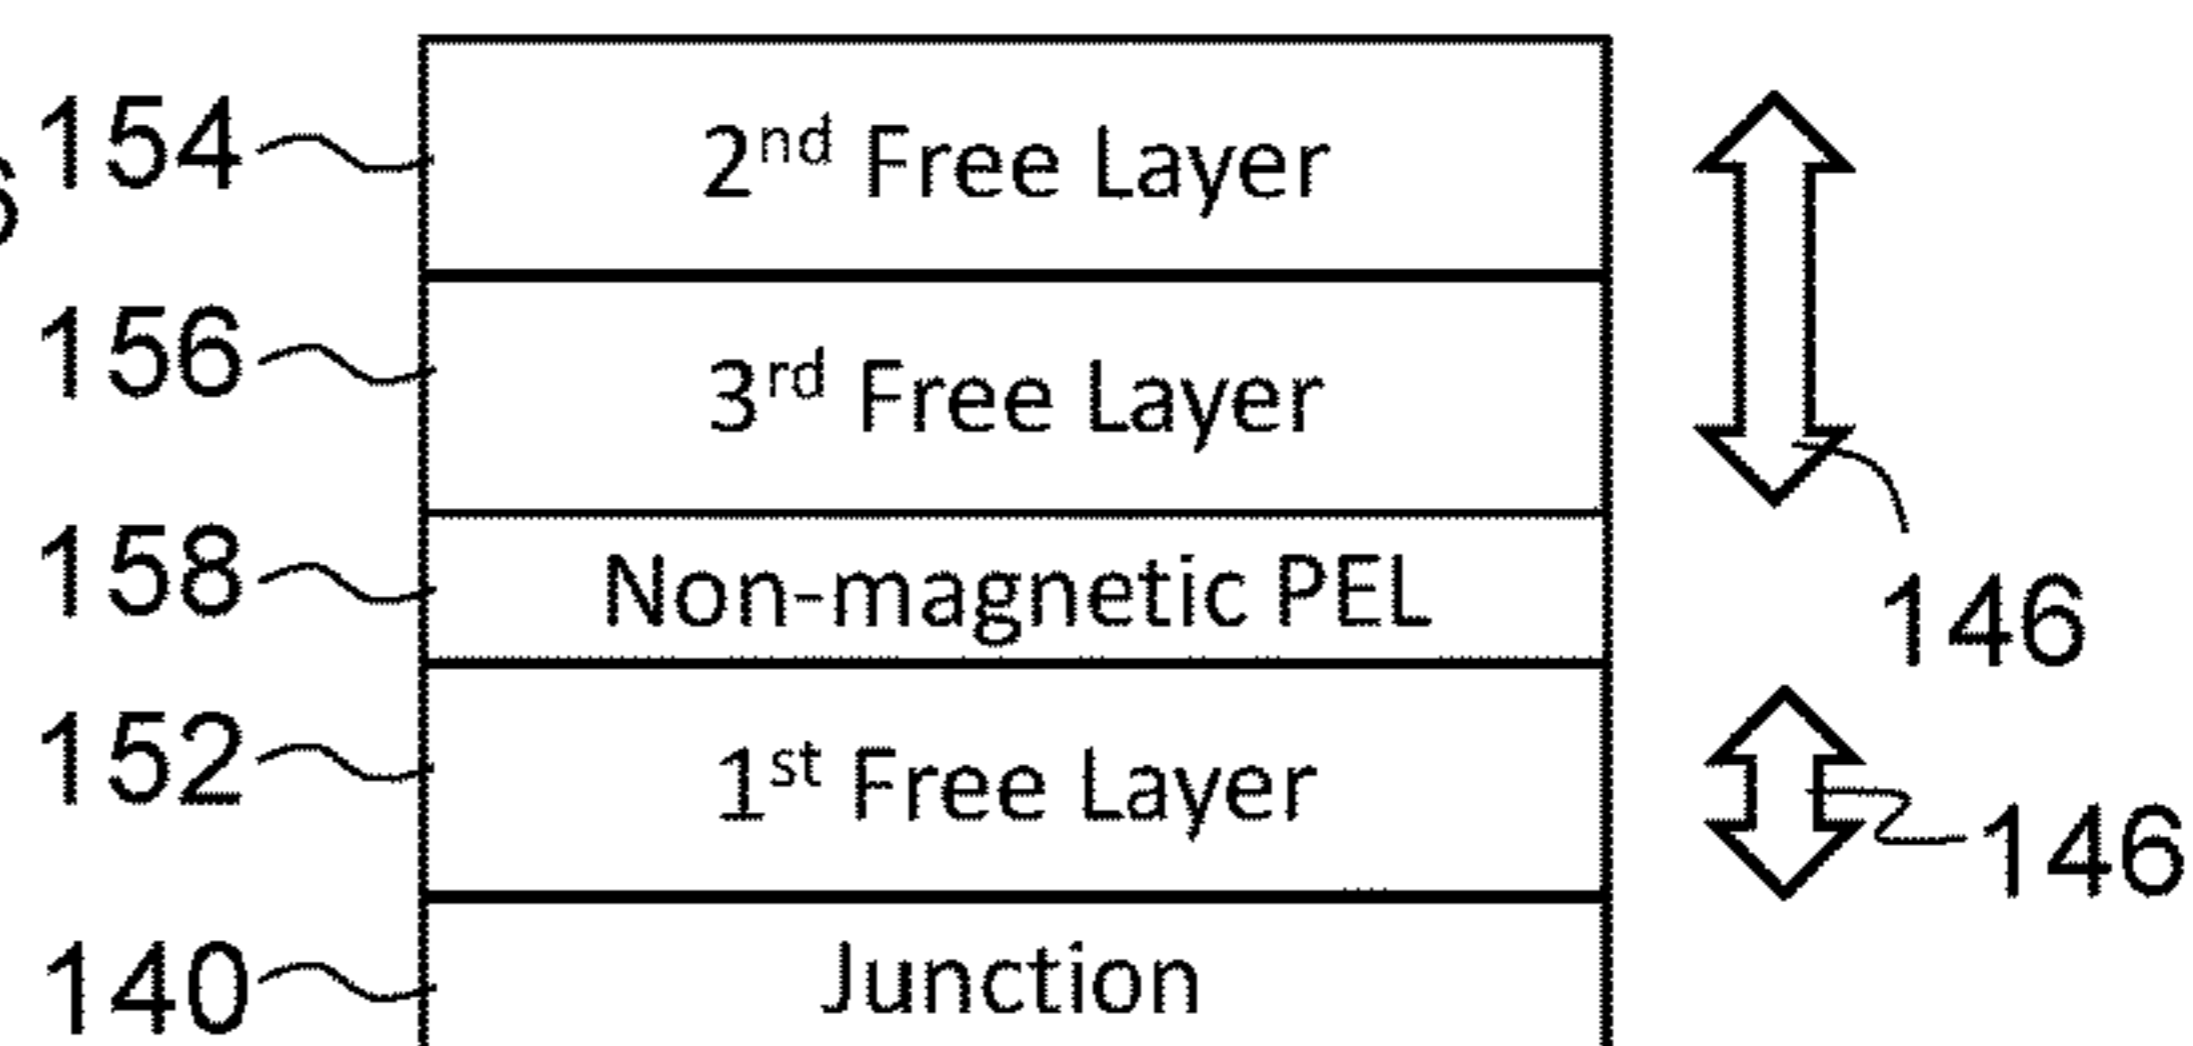 154 2nd Free Layer
156 3rd Free Layer
158 Non-magnetic PEL
146
152 1st Free Layer
146
140 Junction